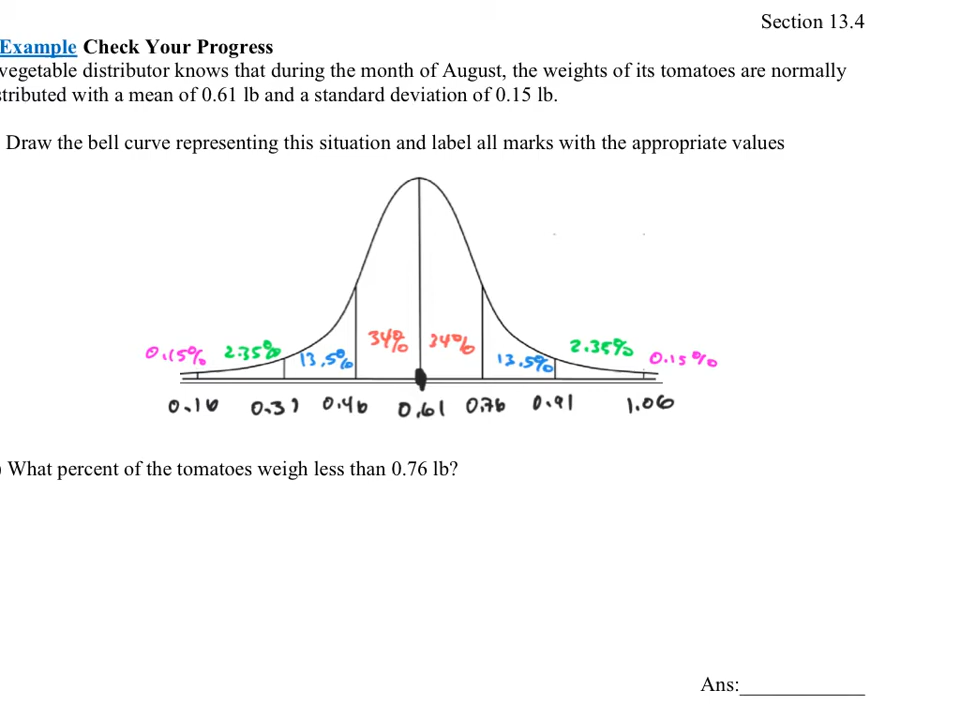 Section 13.4
Example Check Your Progress
vegetable distributor knows that during the month of August, the weights of its tomatoes are normally
stributed with a mean of 0.61 lb and a standard deviation of 0.15 lb.
Draw the bell curve representing this situation and label all marks with the appropriate values
34% 34%
0.15% 2.35% 13.5% 13.5% 2.35% 0.15%
0.16 0.31 0.46 0.61 0.76 0.91 1.06
What percent of the tomatoes weigh less than 0.76 lb?
Ans: